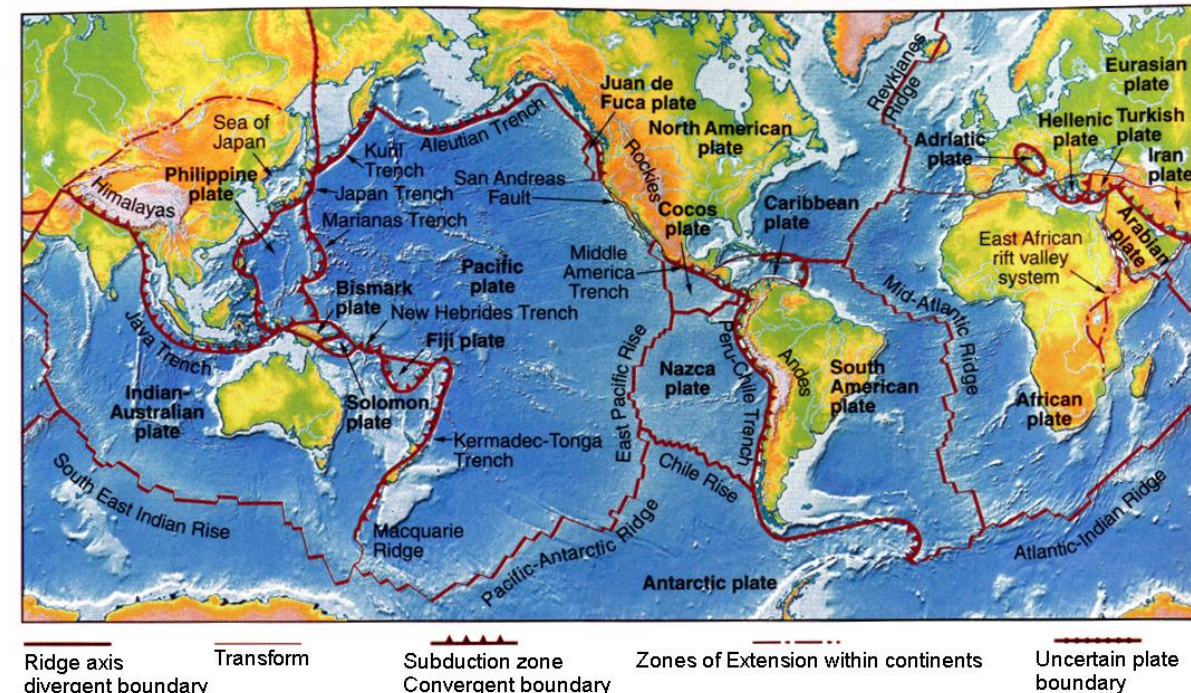 Reykjanes
Ridge
Eurasian
plate
Juan de
Fuca plate
North American
plate
Aleutian Trench
Sea of
Japan
Kuril
Trench
Philippine
plate
Japan Trench
Himalayas
Marianas Trench
San Andreas
Fault
Rockies
Adriatic
plate
Hellenic
plate
Turkish
plate
Iran
plate
Cocos
plate
Caribbean
plate
Arabian
plate
East African
rift valley
system
Middle
America
Trench
Pacific
plate
Bismark
plate
New Hebrides Trench
Fiji plate
Java Trench
Mid-Atlantic Ridge
East Pacific Rise
Nazca
plate
Peru-Chile Trench
Andes
South
American
plate
African
plate
Indian-
Australian
plate
Solomon
plate
Kermadec-Tonga
Trench
Chile Rise
South East Indian Rise
Macquarie
Ridge
Pacific-Antarctic Ridge
Antarctic plate
Atlantic-Indian Ridge
Ridge axis
divergent boundary
Transform
Subduction zone
Convergent boundary
Zones of Extension within continents
Uncertain plate
boundary